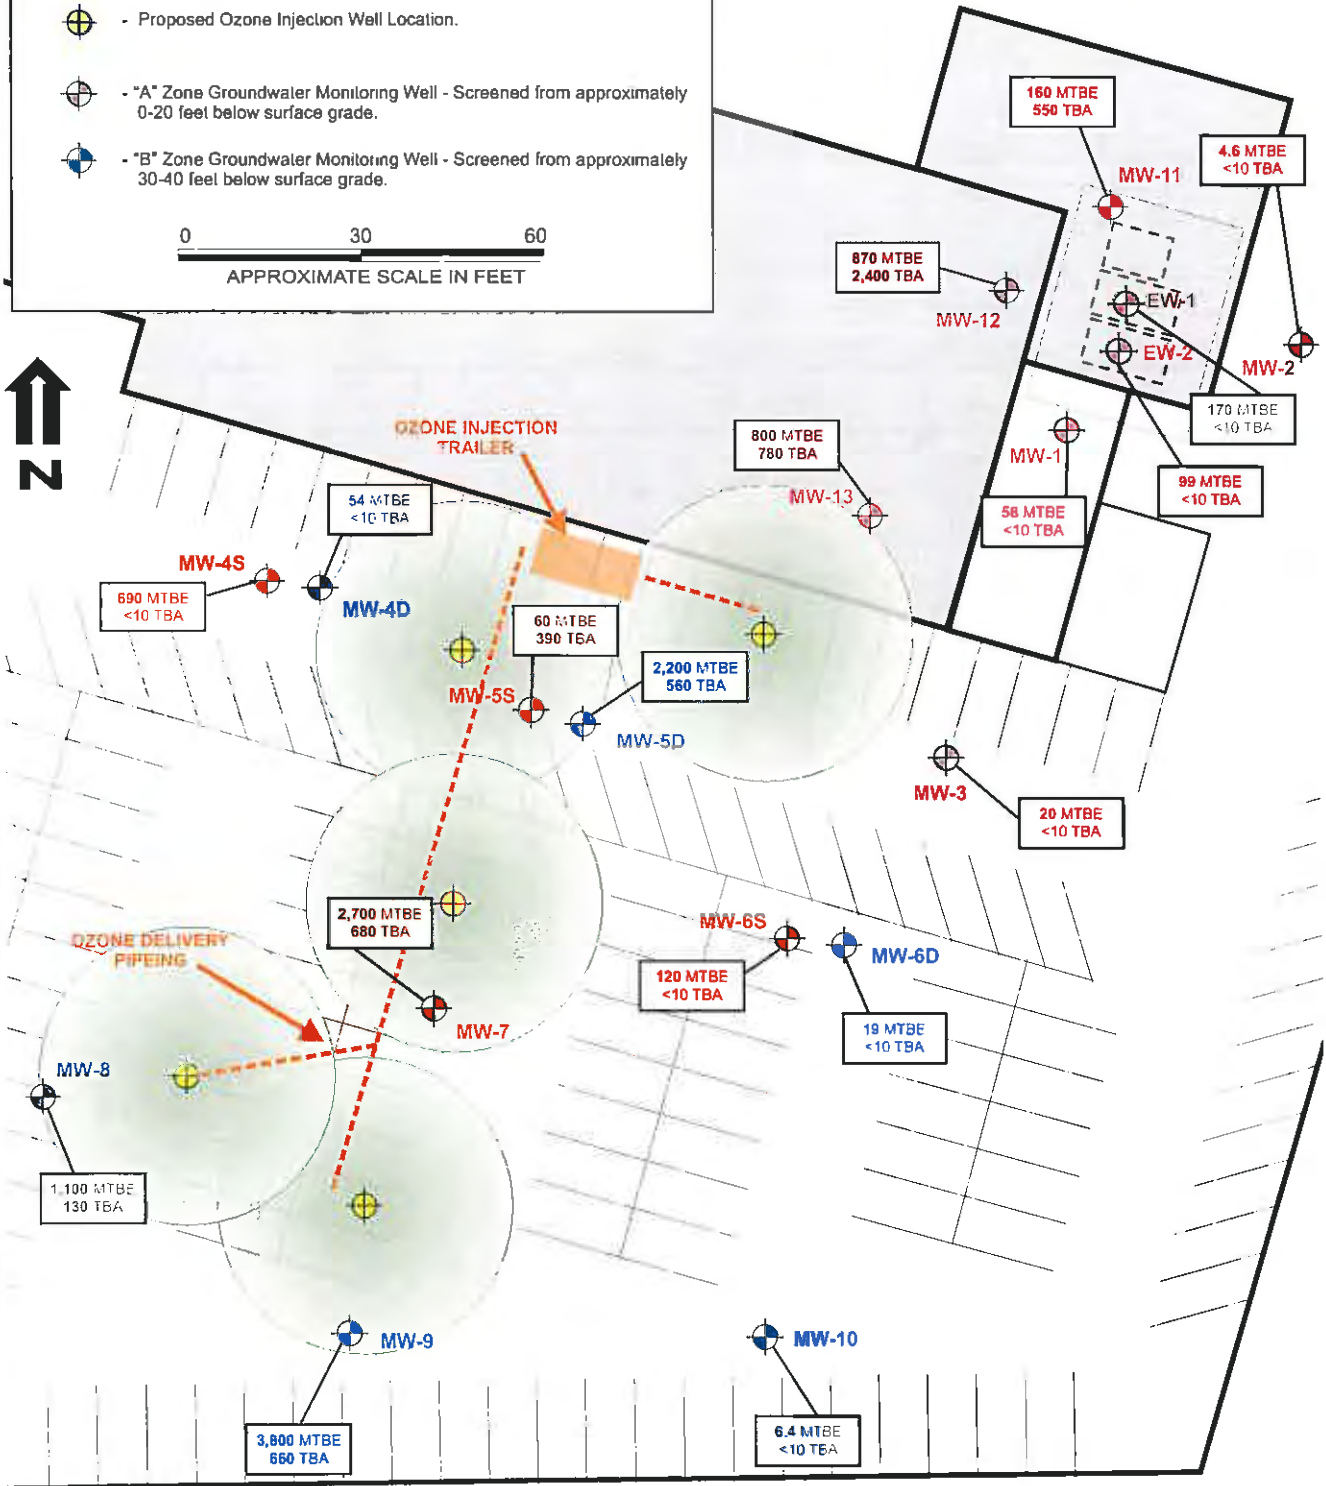 - Proposed Ozone Injection Well Location.
- "A" Zone Groundwater Monitoring Well - Screened from approximately
0-20 feet below surface grade.
- "B" Zone Groundwater Monitoring Well - Screened from approximately
30-40 feet below surface grade.
0 30 60
APPROXIMATE SCALE IN FEET
N
160 MTBE
550 TBA
MW-11
4.6 MTBE
<10 TBA
870 MTBE
2,400 TBA
MW-12
EW-1
EW-2
MW-2
170 MTBE
<10 TBA
OZONE INJECTION
TRAILER
800 MTBE
780 TBA
MW-13
MW-1
99 MTBE
<10 TBA
58 MTBE
<10 TBA
54 MTBE
<10 TBA
MW-4S
690 MTBE
<10 TBA
MW-4D
60 MTBE
390 TBA
2,200 MTBE
560 TBA
MW-5S
MW-5D
MW-3
20 MTBE
<10 TBA
2,700 MTBE
680 TBA
MW-6S
MW-6D
120 MTBE
<10 TBA
19 MTBE
<10 TBA
OZONE DELIVERY
PIPEING
MW-7
MW-8
1,100 MTBE
130 TBA
MW-9
MW-10
3,800 MTBE
660 TBA
6.4 MTBE
<10 TBA